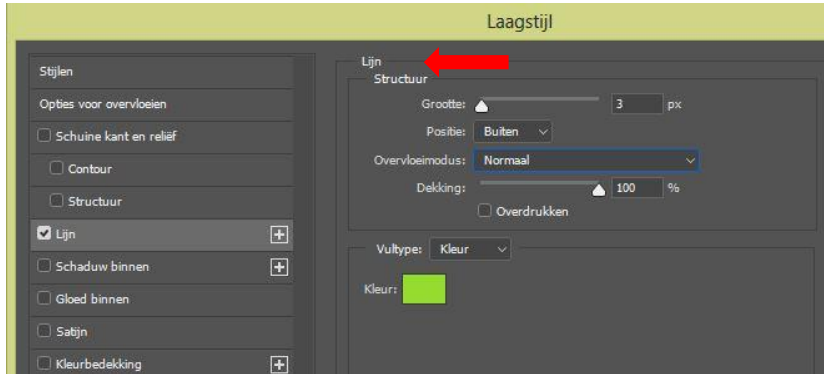 Laagstijl
Stijlen
Opties voor overvloeien
Schuine kant en reliëf
Contour
Structuur
Lijn
Schaduw binnen
Gloed binnen
Satijn
Kleurbedekking
Lijn
Structuur
Grootte: 3 px
Positie: Buiten
Overvloeimodus: Normaal
Dekking: 100 %
Overdrukken
Vultype: Kleur
Kleur: